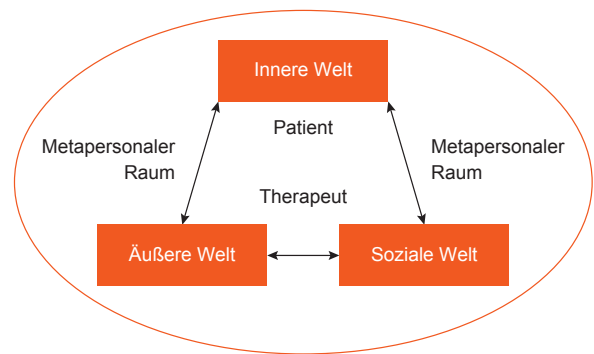 Innere Welt
Patient
Metapersonaler
Raum
Metapersonaler
Raum
Therapeut
Äußere Welt
Soziale Welt